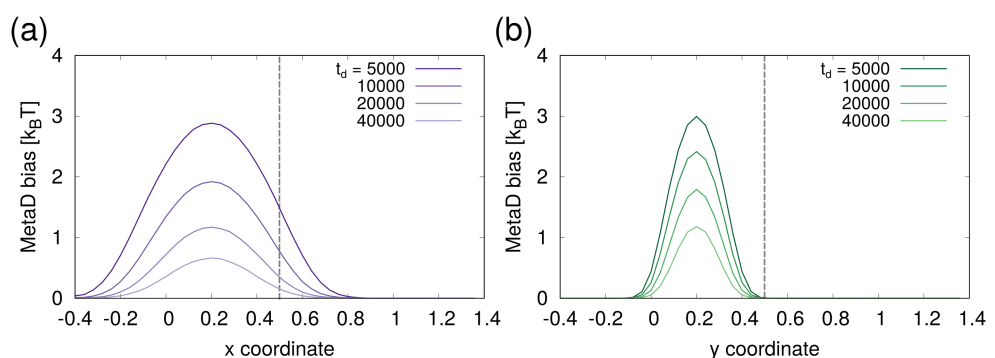 (a)
(b)
4
3
2
1
0
MetaD bias [kBT]
td = 5000
10000
20000
40000
-0.4 -0.2 0 0.2 0.4 0.6 0.8 1 1.2 1.4
x coordinate
4
3
2
1
0
MetaD bias [kBT]
td = 5000
10000
20000
40000
-0.4 -0.2 0 0.2 0.4 0.6 0.8 1 1.2 1.4
y coordinate